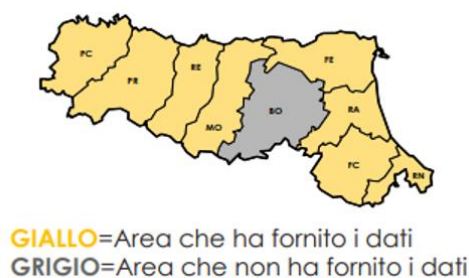 PC
PR
RE
MO
BO
FE
RA
FC
RN
GIALLO=Area che ha fornito i dati
GRIGIO=Area che non ha fornito i dati